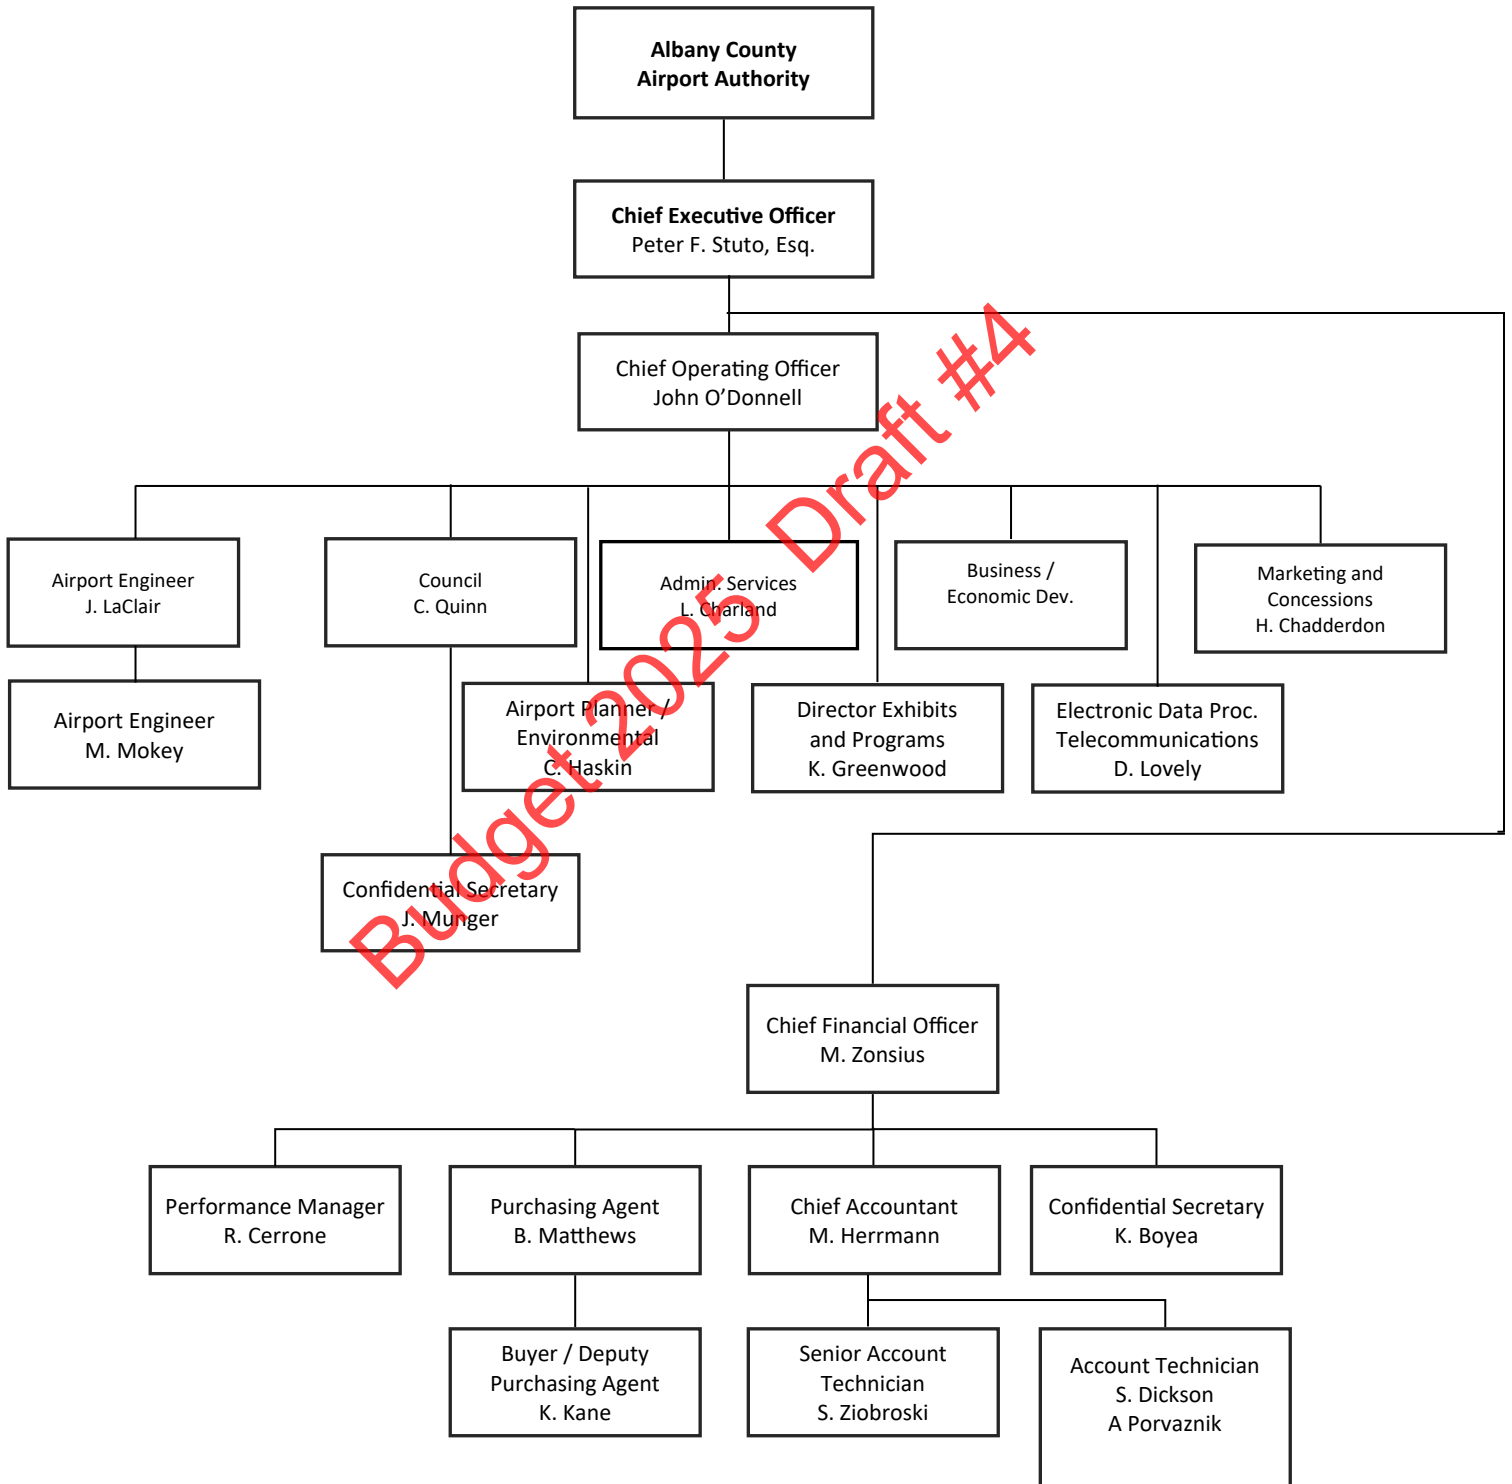 Albany County
Airport Authority
Chief Executive Officer
Peter F. Stuto, Esq.
Chief Operating Officer
John O’Donnell
Airport Engineer
J. LaClair
Council
C. Quinn
Admin. Services
L. Charland
Business /
Economic Dev.
Marketing and
Concessions
H. Chadderdon
Airport Engineer
M. Mokey
Airport Planner /
Environmental
C. Haskin
Director Exhibits
and Programs
K. Greenwood
Electronic Data Proc.
Telecommunications
D. Lovely
Confidential Secretary
J. Munger
Chief Financial Officer
M. Zonsius
Performance Manager
R. Cerrone
Purchasing Agent
B. Matthews
Chief Accountant
M. Herrmann
Confidential Secretary
K. Boyea
Buyer / Deputy
Purchasing Agent
K. Kane
Senior Account
Technician
S. Ziobroski
Account Technician
S. Dickson
A Porvaznik
Budget 2025 Draft #4